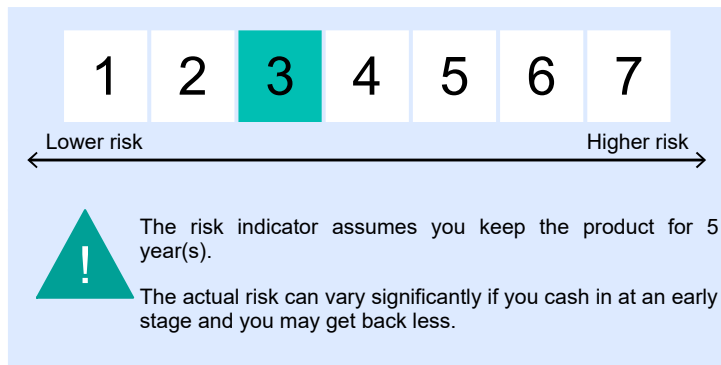 1 2 3 4 5 6 7
Lower risk Higher risk
!
The risk indicator assumes you keep the product for 5
year(s).
The actual risk can vary significantly if you cash in at an early
stage and you may get back less.